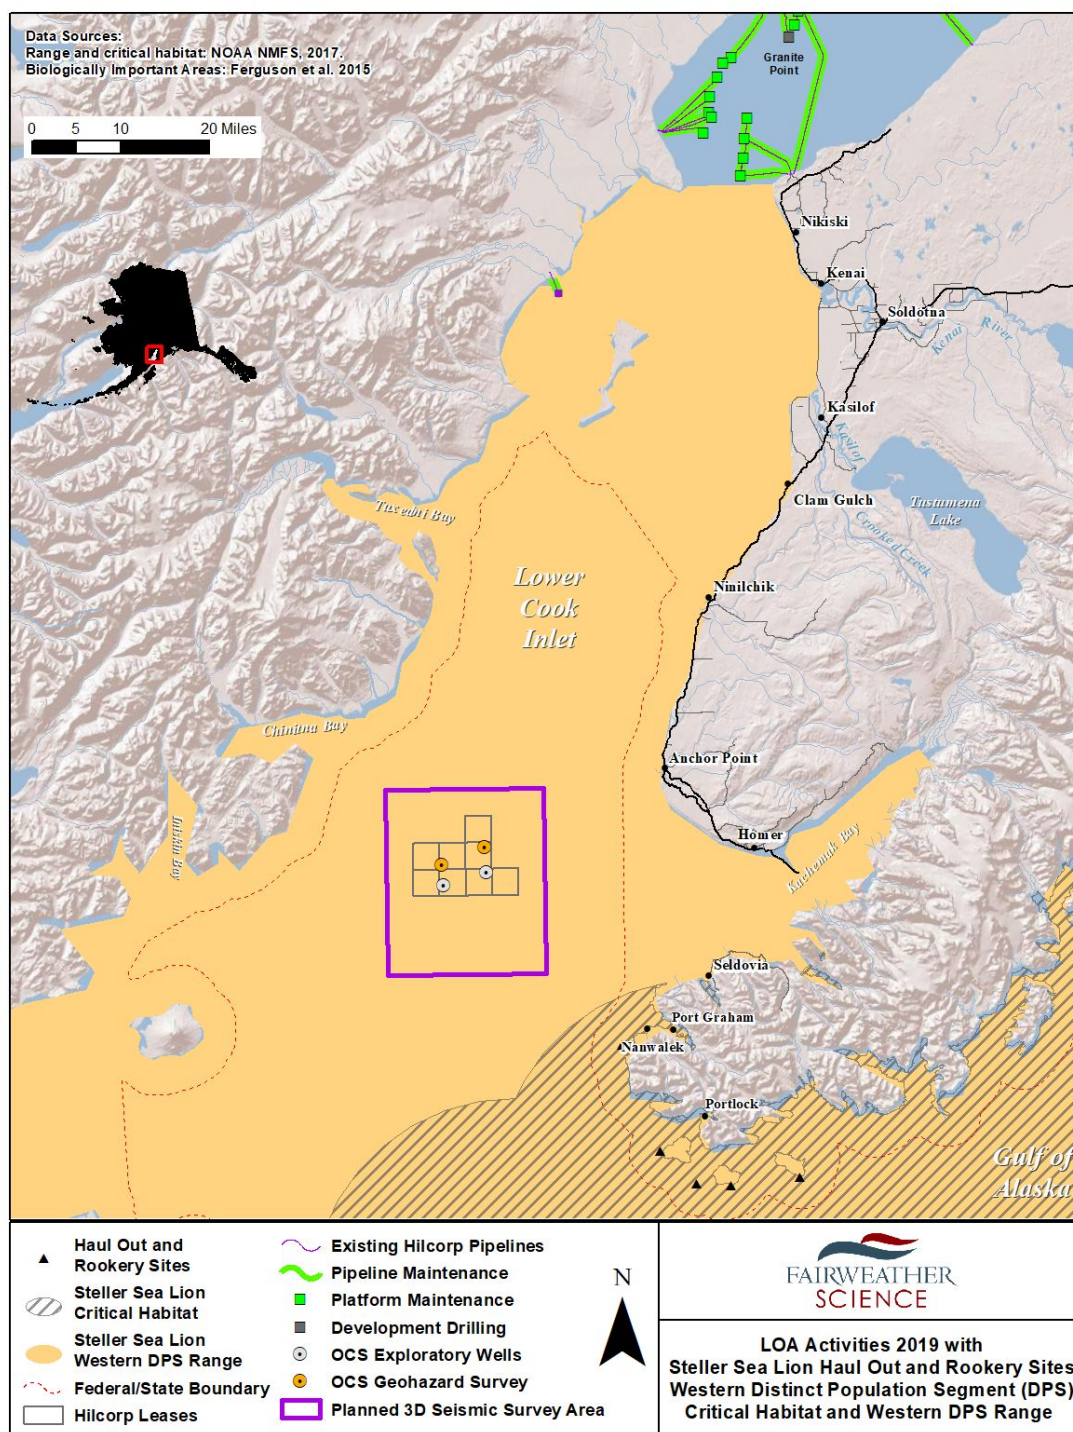 Data Sources:
Range and critical habitat: NOAA NMFS, 2017.
Biologically Important Areas: Ferguson et al. 2015
0 5 10 20 Miles
Granite
Point
Nikiski
Kenai
Soldotna
Kenai River
Kasilof
Kasilof
Clam Gulch
Tustumena
Lake
Crooked Creek
Tuxedni Bay
Lower
Cook
Inlet
Ninilchik
Chinitna Bay
Anchor Point
Iniskin Bay
Homer
Kachemak Bay
Seldovia
Port Graham
Nanwalek
Portlock
Gulf of
Alaska
Haul Out and
Rookery Sites
Steller Sea Lion
Critical Habitat
Steller Sea Lion
Western DPS Range
Federal/State Boundary
Hilcorp Leases
Existing Hilcorp Pipelines
Pipeline Maintenance
Platform Maintenance
Development Drilling
OCS Exploratory Wells
OCS Geohazard Survey
Planned 3D Seismic Survey Area
N
FAIRWEATHER
SCIENCE
LOA Activities 2019 with
Steller Sea Lion Haul Out and Rookery Sites
Western Distinct Population Segment (DPS)
Critical Habitat and Western DPS Range